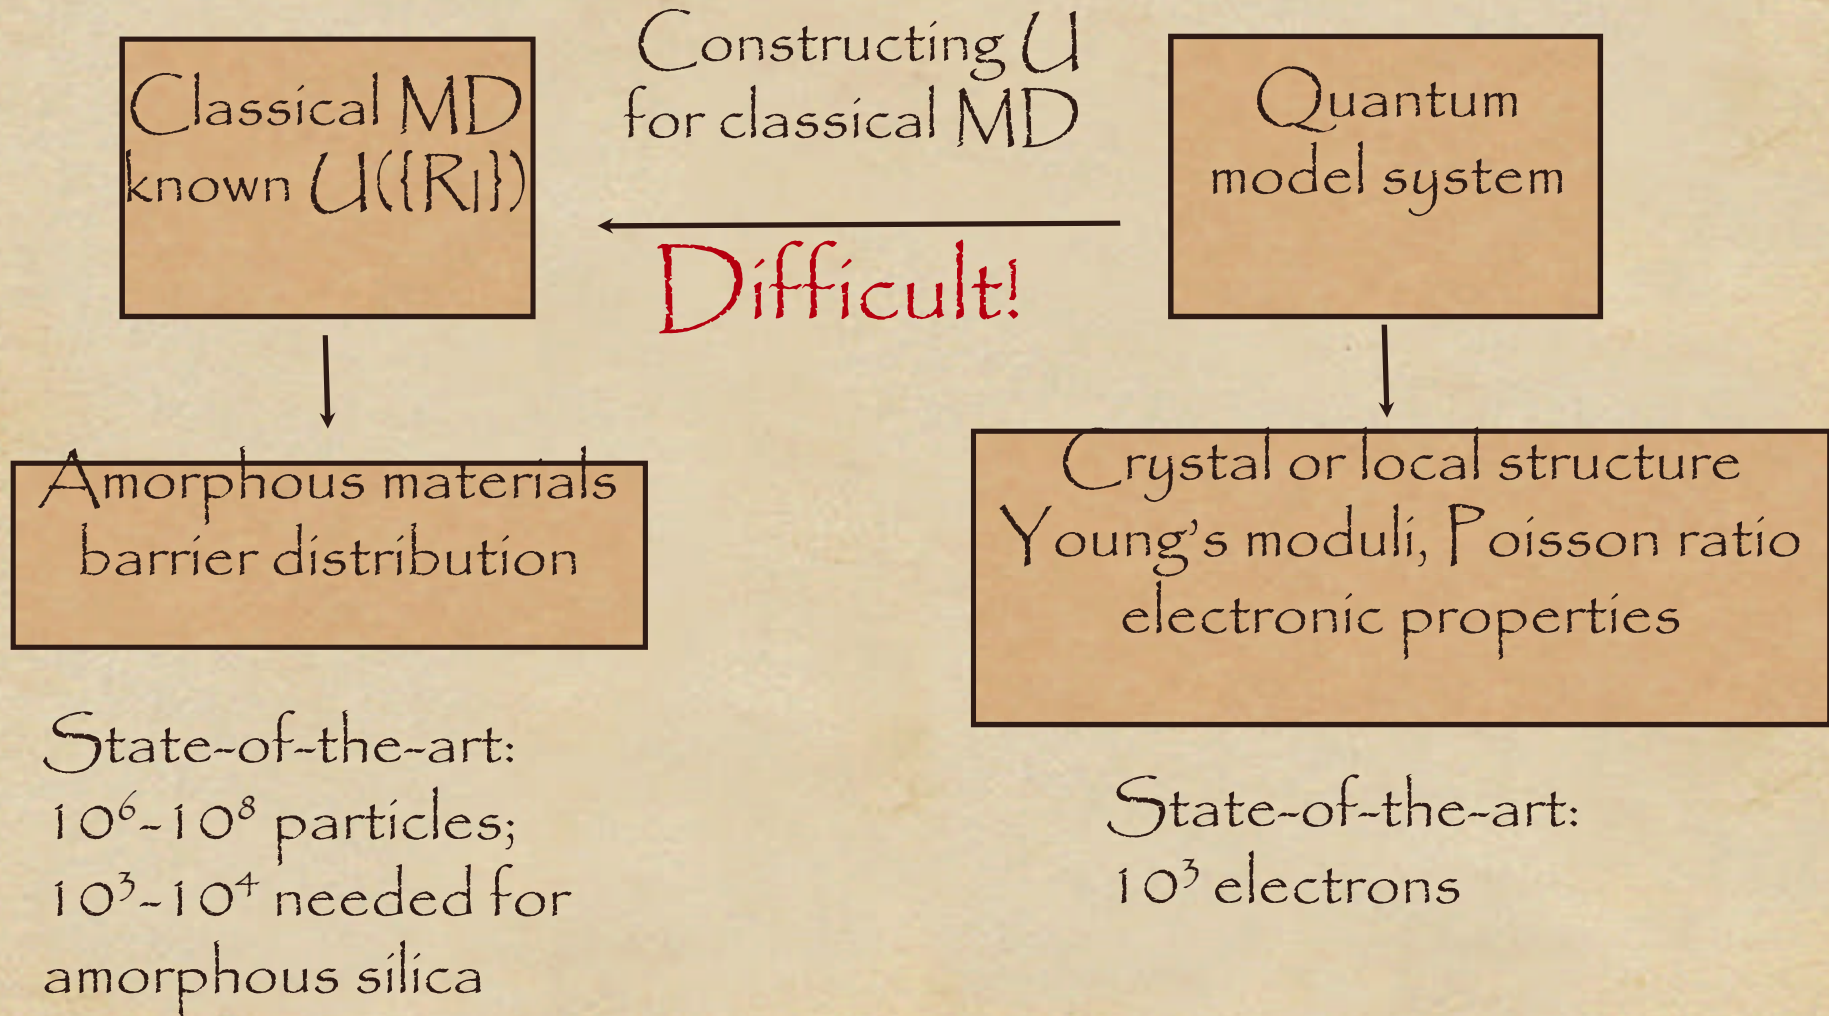 Classical MD
known U({R_I})
Constructing U
for classical MD
Difficult!
Quantum
model system
Amorphous materials
barrier distribution
Crystal or local structure
Young's moduli, Poisson ratio
electronic properties
State-of-the-art:
10⁶-10⁸ particles;
10³-10⁴ needed for
amorphous silica
State-of-the-art:
10³ electrons